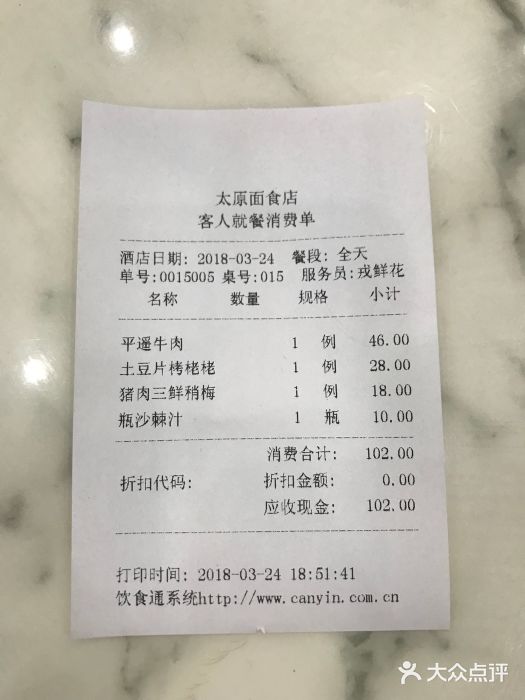 太原面食店
客人就餐消费单
酒店日期: 2018-03-24 餐段: 全天
单号:0015005 桌号:015 服务员:戎鲜花
名称 数量 规格 小计
平遥牛肉 1 例 46.00
土豆片栲栳栳 1 例 28.00
猪肉三鲜稍梅 1 例 18.00
瓶沙棘汁 1 瓶 10.00
消费合计: 102.00
折扣代码: 折扣金额: 0.00
应收现金: 102.00
打印时间: 2018-03-24 18:51:41
饮食通系统http://www.canyin.com.cn
大众点评